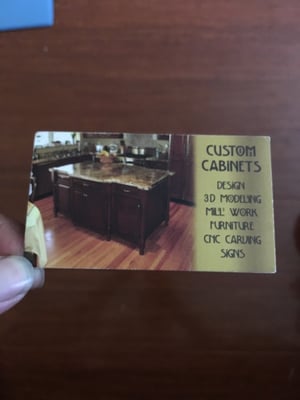 CUSTOM
CABINETS
DESIGN
3D MODELING
MILL WORK
FURNITURE
CNC CARVING
SIGNS